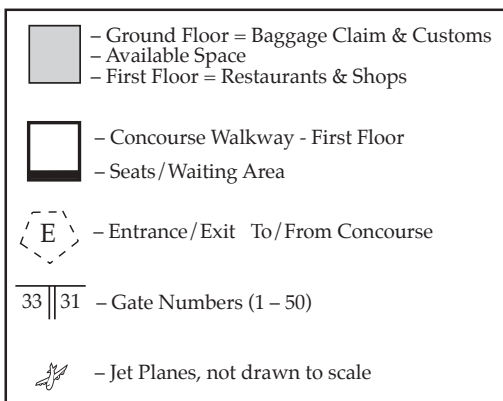 – Ground Floor = Baggage Claim & Customs
– Available Space
– First Floor = Restaurants & Shops
– Concourse Walkway - First Floor
– Seats/Waiting Area
E – Entrance/Exit To/From Concourse
33 31 – Gate Numbers (1 – 50)
– Jet Planes, not drawn to scale